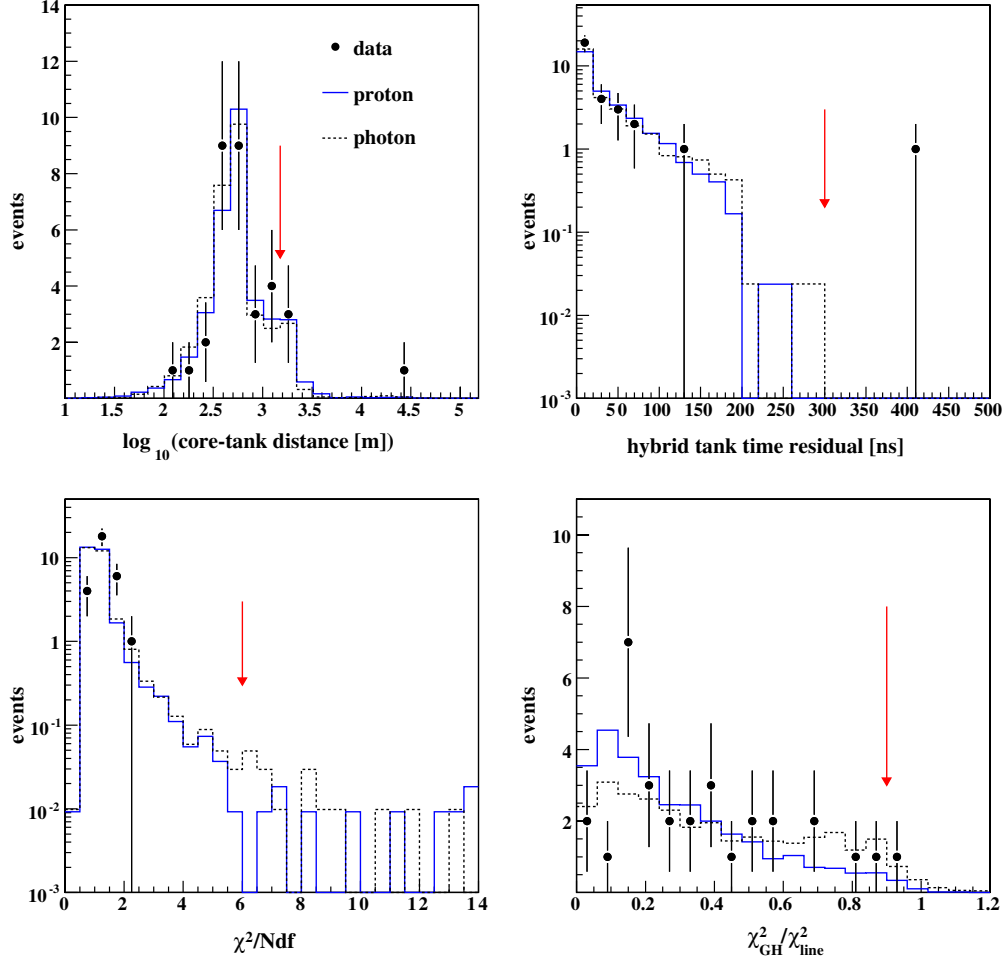 events
14
12
10
8
6
4
2
data
proton
photon
1 1.5 2 2.5 3 3.5 4 4.5 5
log₁₀(core-tank distance [m])
events
10
1
10⁻¹
10⁻²
10⁻³
0 50 100 150 200 250 300 350 400 450 500
hybrid tank time residual [ns]
events
10
1
10⁻¹
10⁻²
10⁻³
0 2 4 6 8 10 12 14
χ²/Ndf
events
10
8
6
4
2
0
0 0.2 0.4 0.6 0.8 1 1.2
χ²GH/χ²line